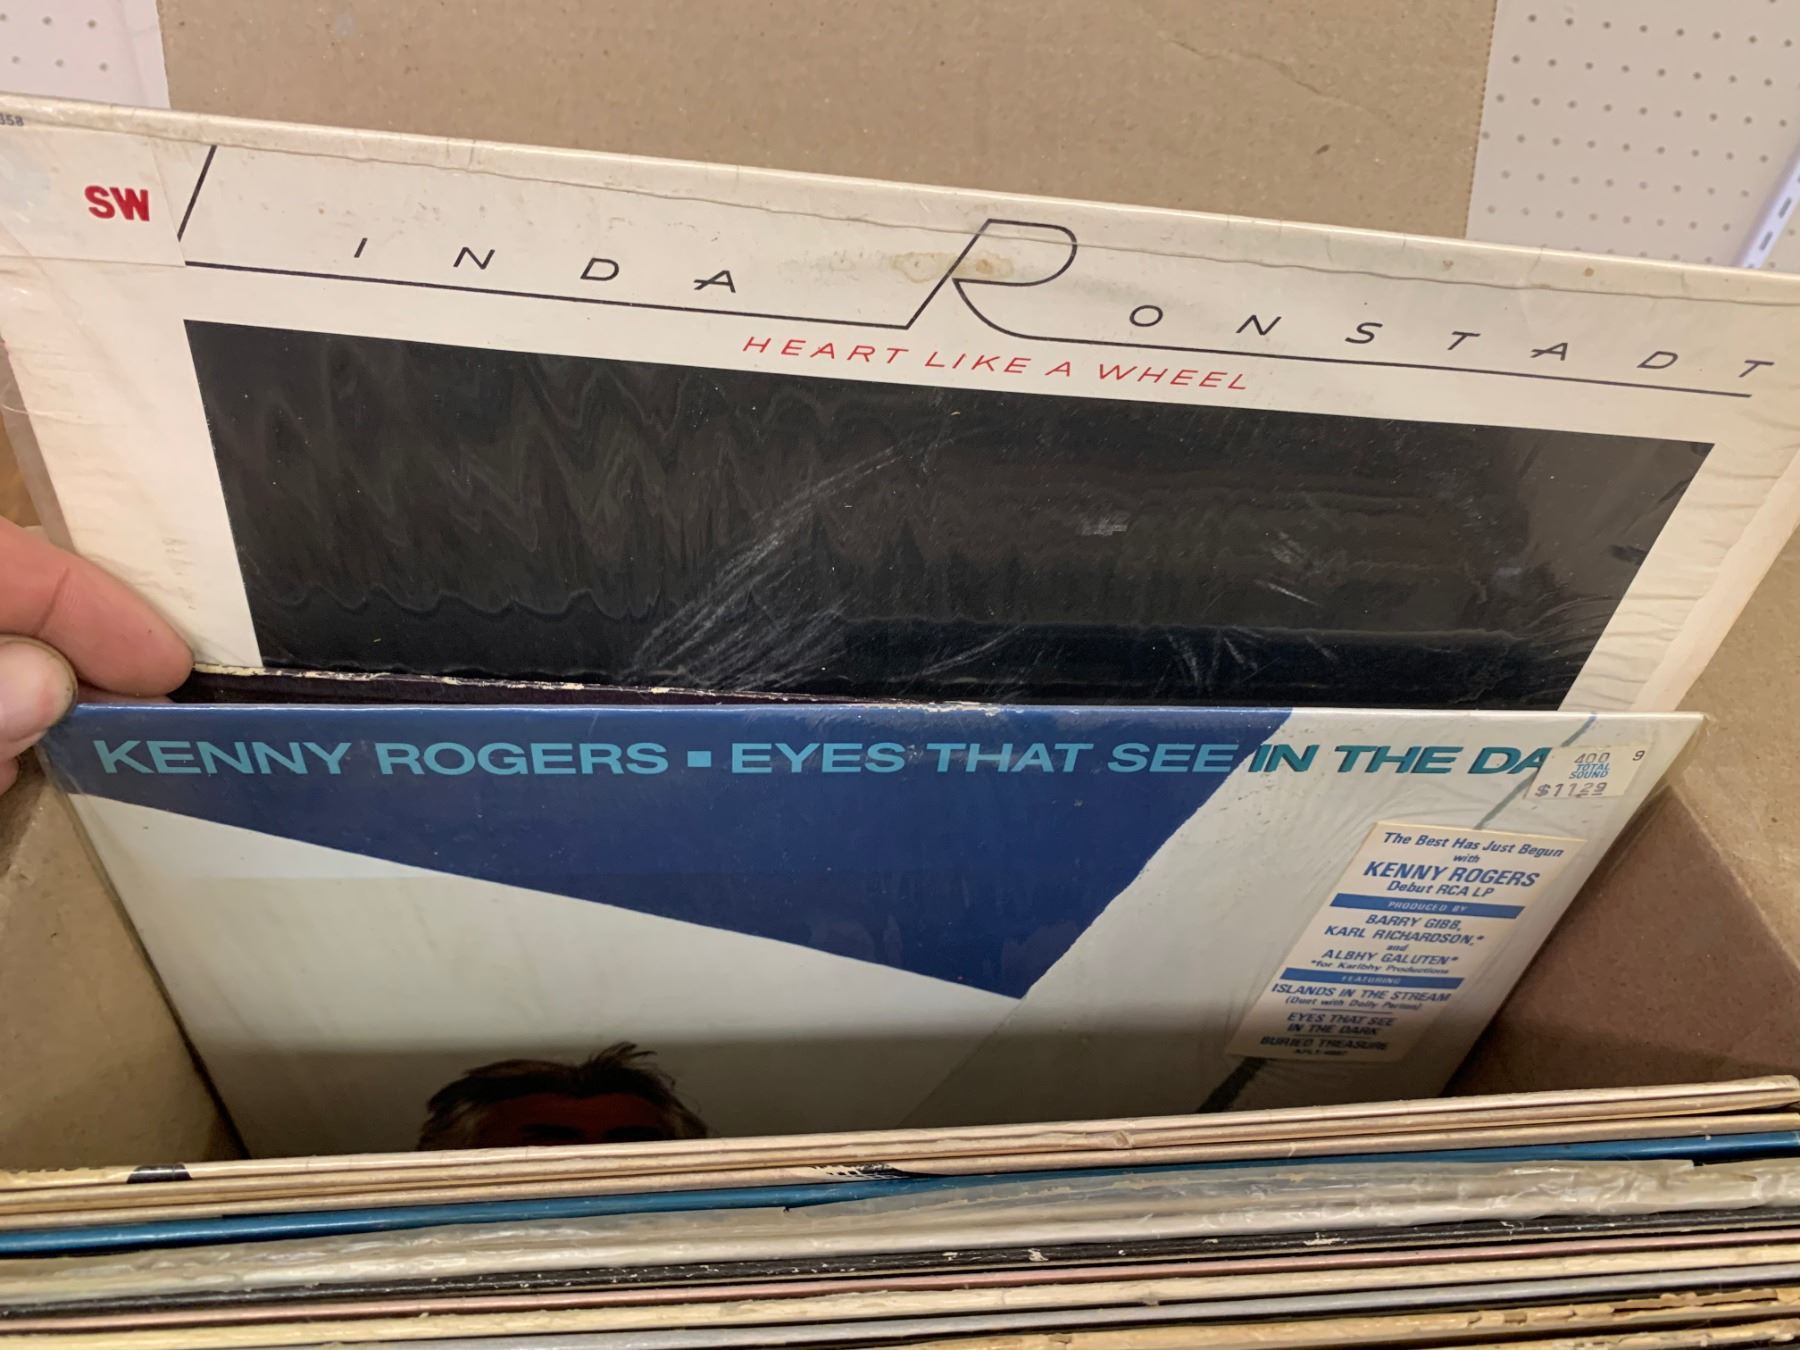 358
SW
LINDA RONSTADT
HEART LIKE A WHEEL
KENNY ROGERS ▪ EYES THAT SEE IN THE DA
400 9
TOTAL
SOUND
$11.29
The Best Has Just Begun
with
KENNY ROGERS
Debut RCA LP
PRODUCED BY
BARRY GIBB,
KARL RICHARDSON,*
and
ALBHY GALUTEN*
*for Karlbhy Productions
FEATURING
ISLANDS IN THE STREAM
(Duet with Dolly Parton)
EYES THAT SEE
IN THE DARK
BURIED TREASURE